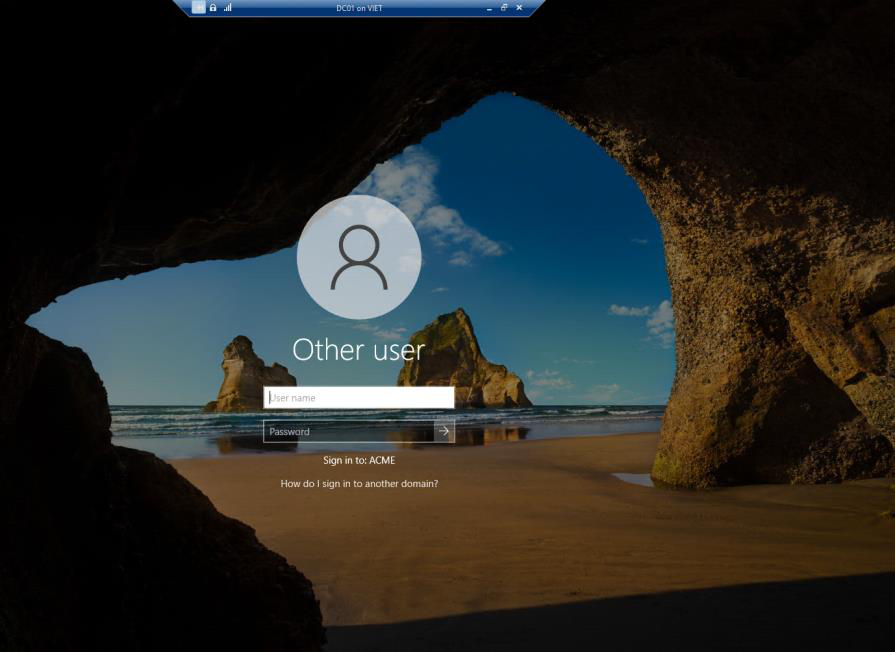 DC01 on VIET
Other user
User name
Password
Sign in to: ACME
How do I sign in to another domain?